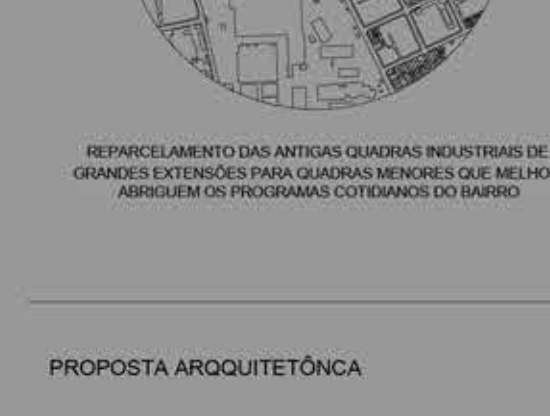 REPARCELAMENTO DAS ANTIGAS QUADRAS INDUSTRIAIS DE
GRANDES EXTENSÕES PARA QUADRAS MENORES QUE MELHO
ABRIGUEM OS PROGRAMAS COTIDIANOS DO BAIRRO
PROPOSTA ARQQUITETÔNCA